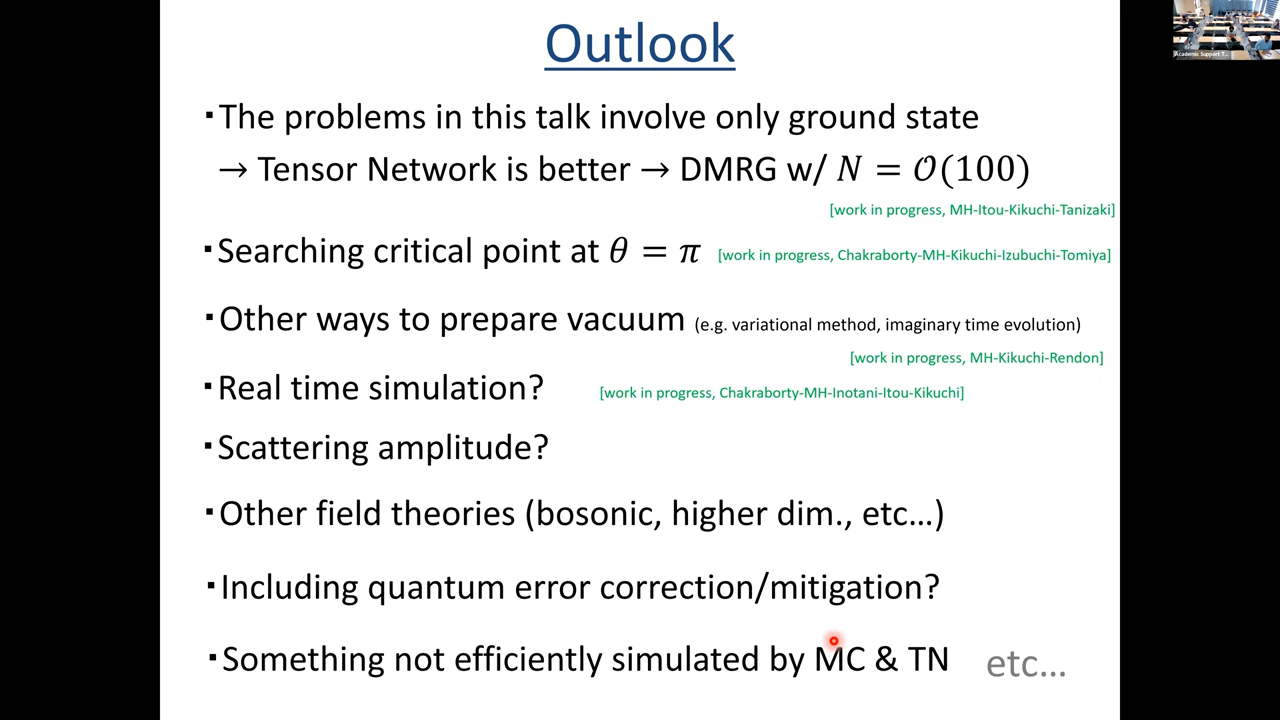 Outlook
Academic Support T...
・The problems in this talk involve only ground state
→ Tensor Network is better → DMRG w/ 𝑁 = 𝒪(100)
[work in progress, MH-Itou-Kikuchi-Tanizaki]
・Searching critical point at 𝜃 = 𝜋 [work in progress, Chakraborty-MH-Kikuchi-Izubuchi-Tomiya]
・Other ways to prepare vacuum (e.g. variational method, imaginary time evolution)
[work in progress, MH-Kikuchi-Rendon]
・Real time simulation? [work in progress, Chakraborty-MH-Inotani-Itou-Kikuchi]
・Scattering amplitude?
・Other field theories (bosonic, higher dim., etc…)
・Including quantum error correction/mitigation?
・Something not efficiently simulated by MC & TN etc…